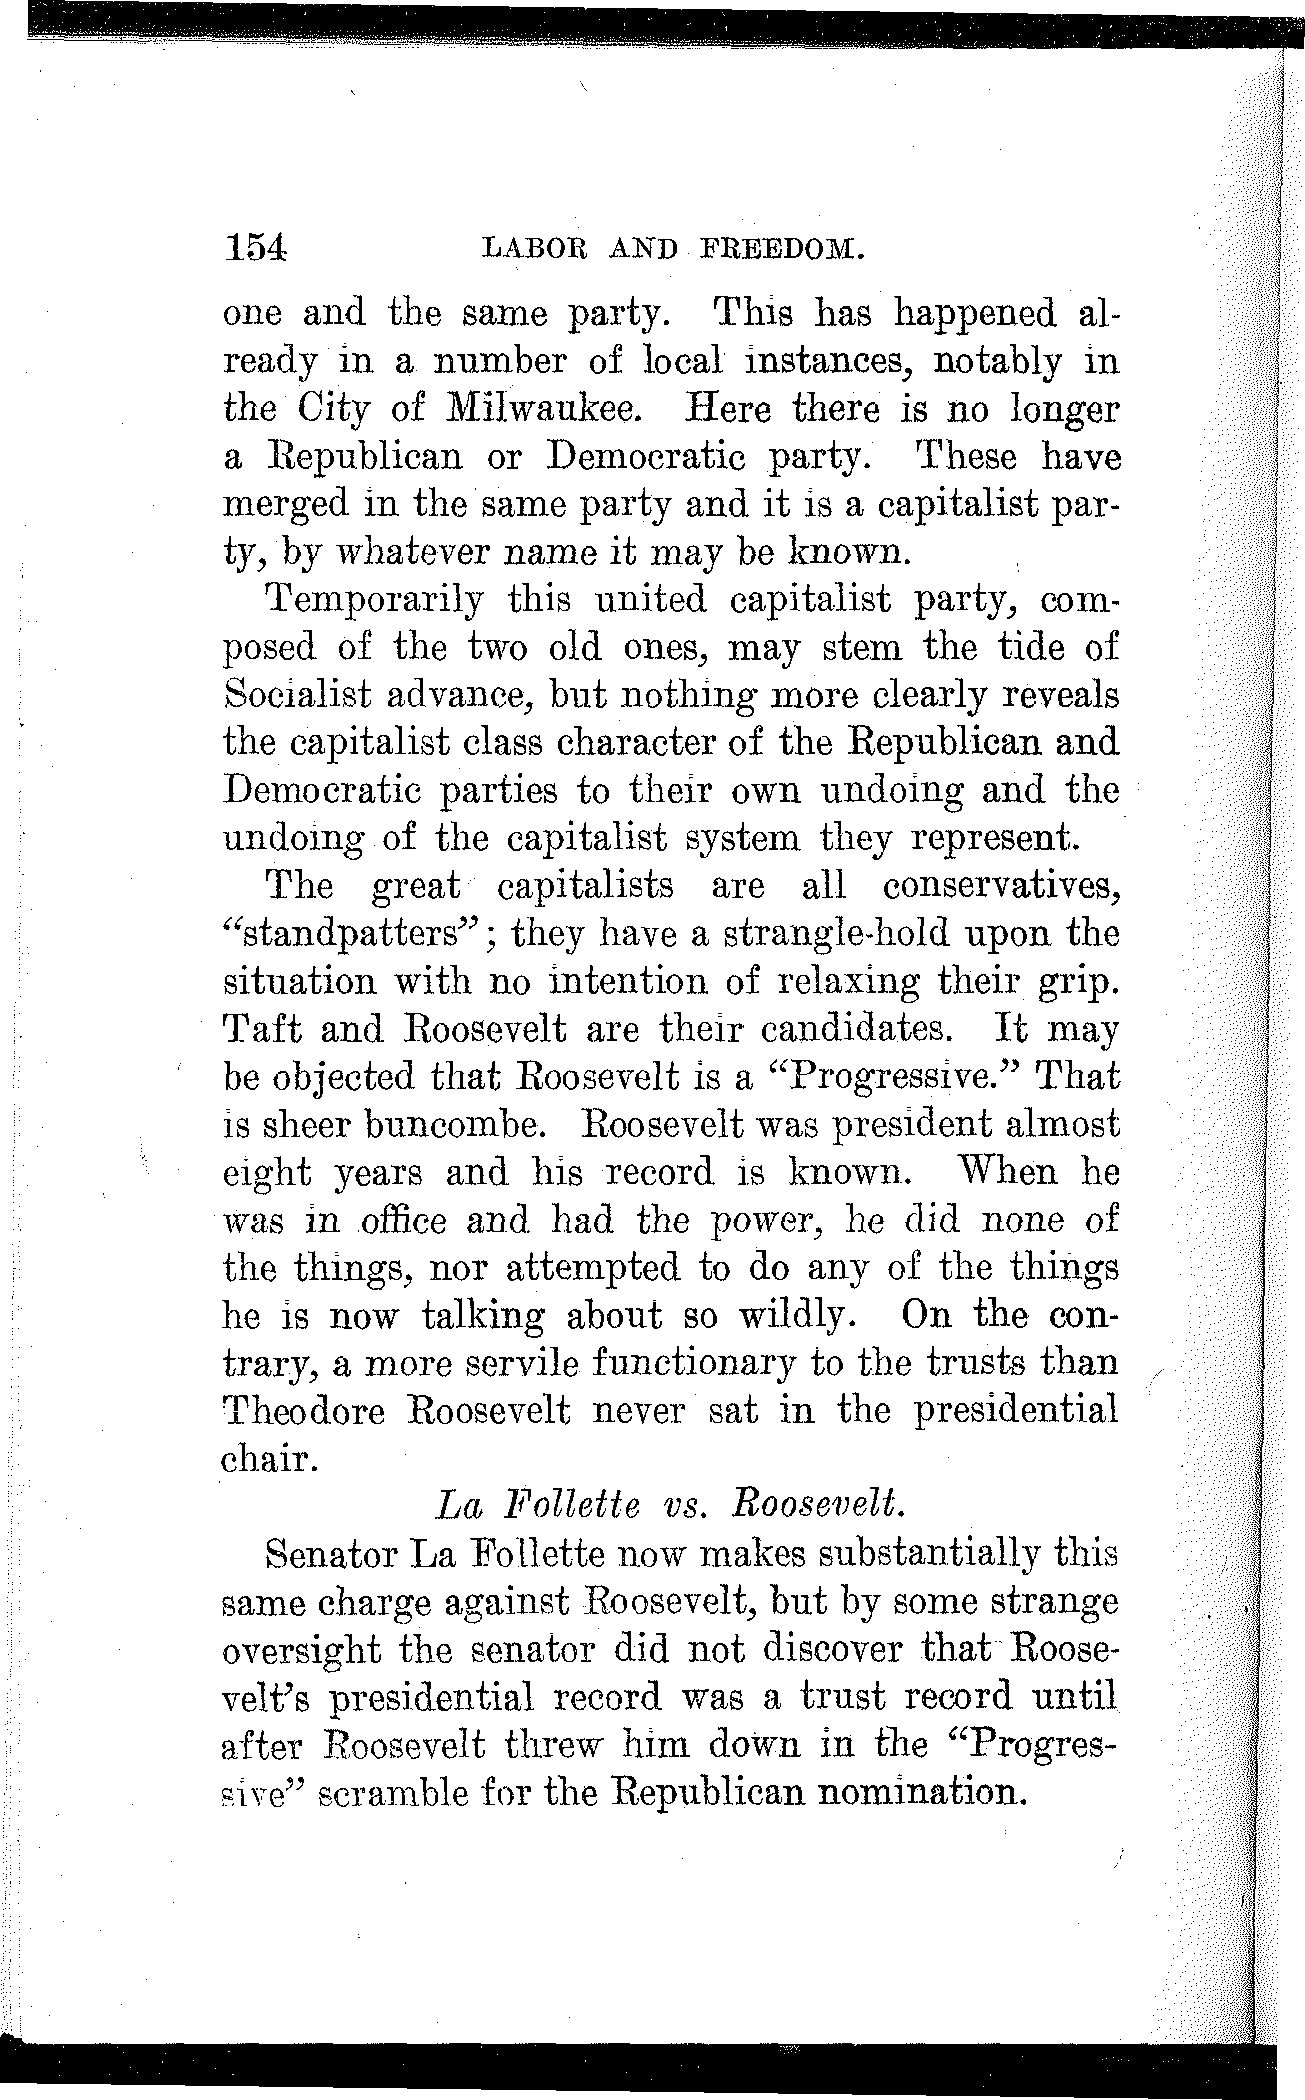 154 LABOR AND FREEDOM.
one and the same party. This has happened al-
ready in a number of local instances, notably in
the City of Milwaukee. Here there is no longer
a Republican or Democratic party. These have
merged in the same party and it is a capitalist par-
ty, by whatever name it may be known.
Temporarily this united capitalist party, com-
posed of the two old ones, may stem the tide of
Socialist advance, but nothing more clearly reveals
the capitalist class character of the Republican and
Democratic parties to their own undoing and the
undoing of the capitalist system they represent.
The great capitalists are all conservatives,
“standpatters”; they have a strangle-hold upon the
situation with no intention of relaxing their grip.
Taft and Roosevelt are their candidates. It may
be objected that Roosevelt is a “Progressive.” That
is sheer buncombe. Roosevelt was president almost
eight years and his record is known. When he
was in office and had the power, he did none of
the things, nor attempted to do any of the things
he is now talking about so wildly. On the con-
trary, a more servile functionary to the trusts than
Theodore Roosevelt never sat in the presidential
chair.
La Follette vs. Roosevelt.
Senator La Follette now makes substantially this
same charge against Roosevelt, but by some strange
oversight the senator did not discover that Roose-
velt’s presidential record was a trust record until
after Roosevelt threw him down in the “Progres-
sive” scramble for the Republican nomination.